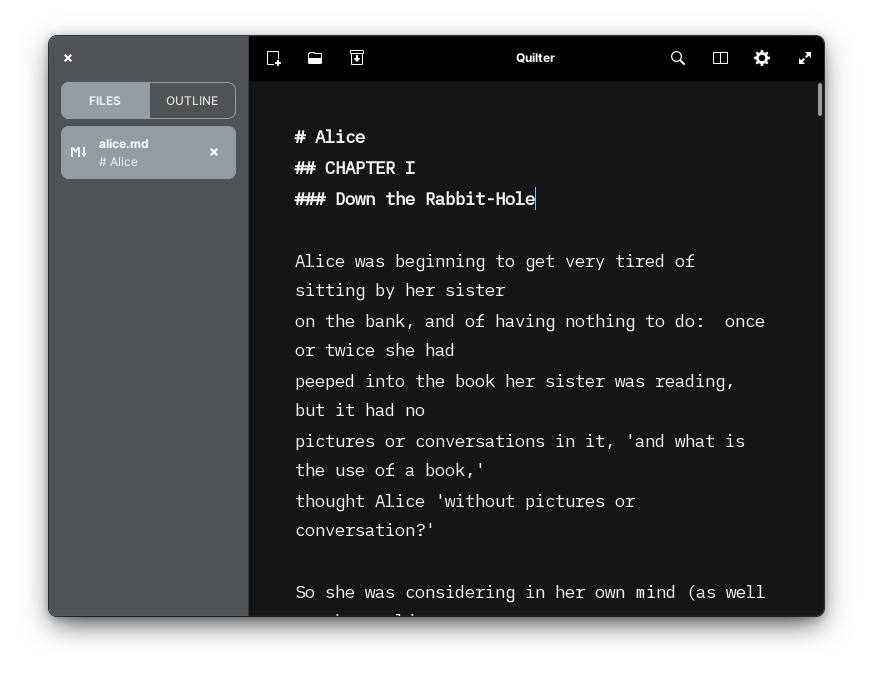 Quilter
FILES
OUTLINE
M↓
alice.md
# Alice
# Alice
## CHAPTER I
### Down the Rabbit-Hole
Alice was beginning to get very tired of
sitting by her sister
on the bank, and of having nothing to do:  once
or twice she had
peeped into the book her sister was reading,
but it had no
pictures or conversations in it, 'and what is
the use of a book,'
thought Alice 'without pictures or
conversation?'
So she was considering in her own mind (as well